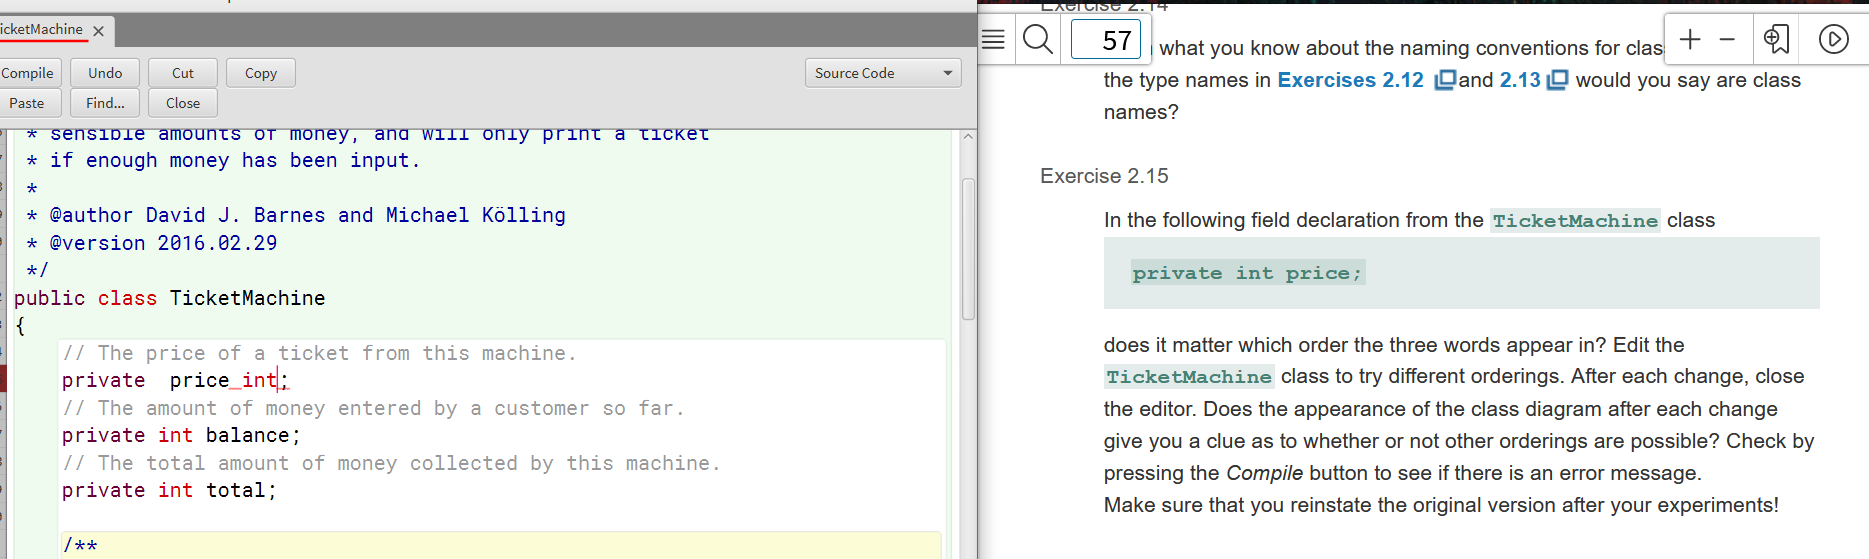 icketMachine
Compile Undo Cut Copy Source Code
Paste Find... Close
* sensible amounts of money, and will only print a ticket
* if enough money has been input.
*
* @author David J. Barnes and Michael Kölling
* @version 2016.02.29
*/
public class TicketMachine
{
// The price of a ticket from this machine.
private  price int;
// The amount of money entered by a customer so far.
private int balance;
// The total amount of money collected by this machine.
private int total;
/**
Exercise 2.14
57
what you know about the naming conventions for clas
the type names in Exercises 2.12 and 2.13 would you say are class
names?
Exercise 2.15
In the following field declaration from the TicketMachine class
private int price;
does it matter which order the three words appear in? Edit the
TicketMachine class to try different orderings. After each change, close
the editor. Does the appearance of the class diagram after each change
give you a clue as to whether or not other orderings are possible? Check by
pressing the Compile button to see if there is an error message.
Make sure that you reinstate the original version after your experiments!